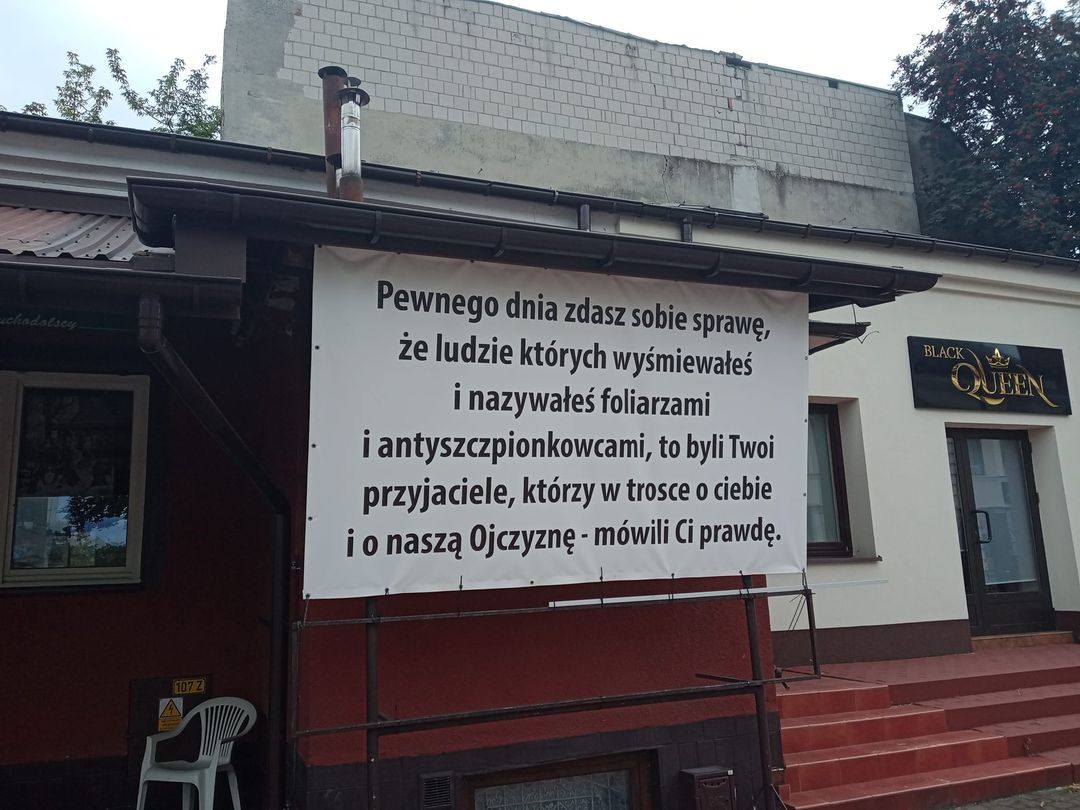 Pewnego dnia zdasz sobie sprawę,
że ludzie których wyśmiewałeś
i nazywałeś foliarzami
i antyszczpionkowcami, to byli Twoi
przyjaciele, którzy w trosce o ciebie
i o naszą Ojczyznę - mówili Ci prawdę.
BLACK
QUEEN
107 Z